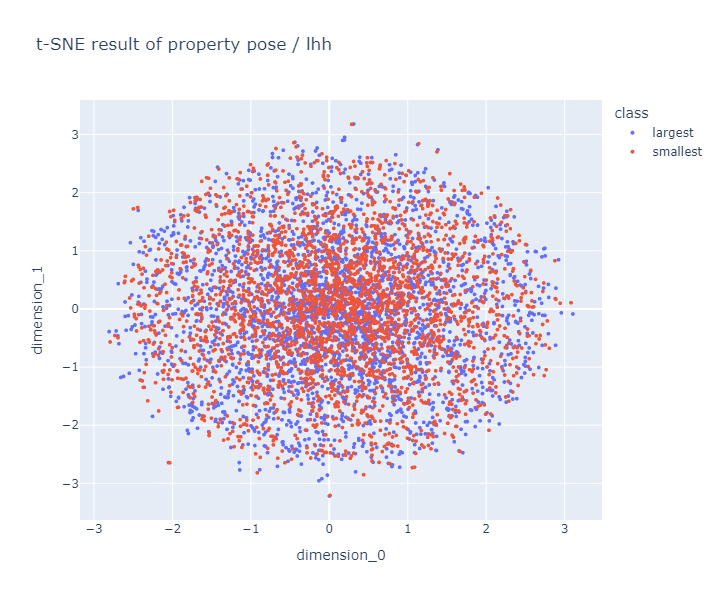 t-SNE result of property pose / lhh
class
largest
smallest
dimension_1
3
2
1
0
−1
−2
−3
−3
−2
−1
0
1
2
3
dimension_0